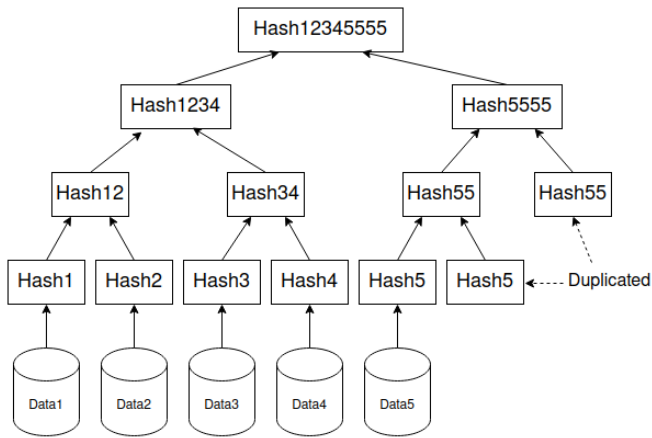 Hash12345555
Hash1234
Hash5555
Hash12
Hash34
Hash55
Hash55
Hash1
Hash2
Hash3
Hash4
Hash5
Hash5
Duplicated
Data1
Data2
Data3
Data4
Data5